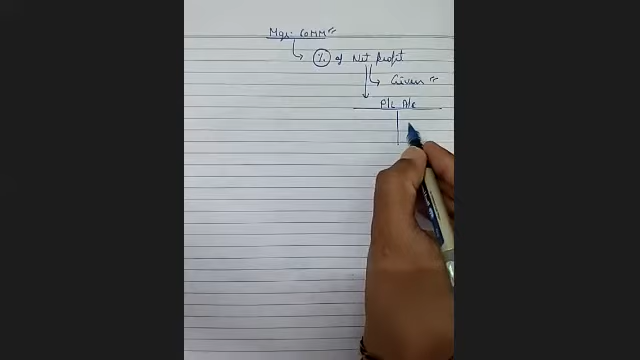 Mgr. Comm
% of Net Profit
Given
P/L A/c